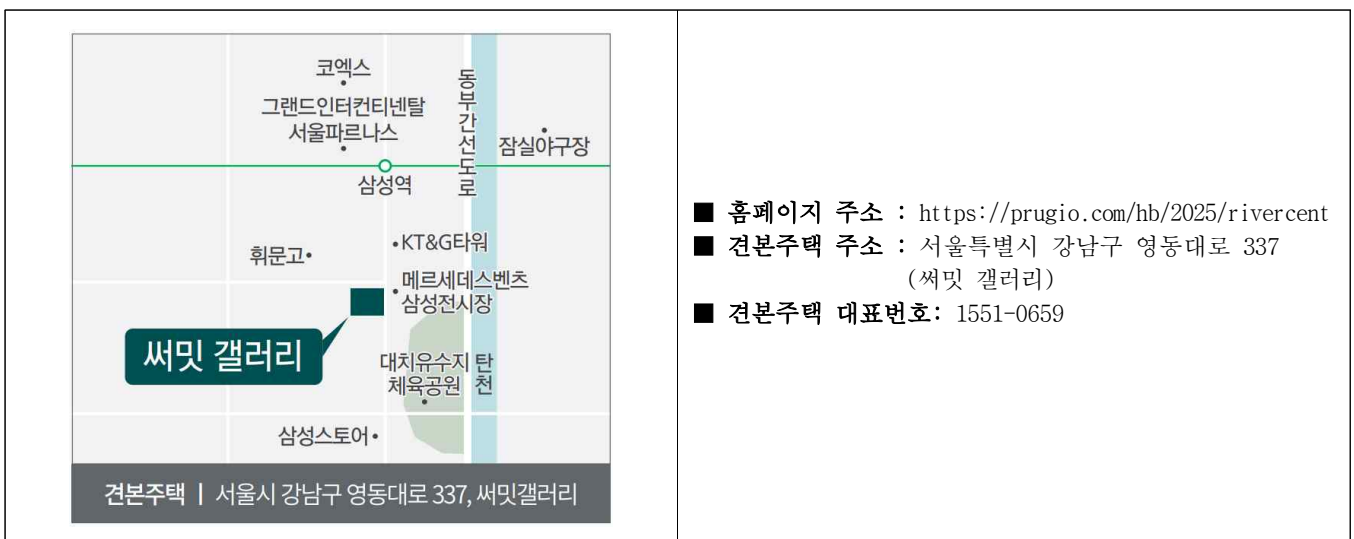 코엑스
그랜드인터컨티넨탈
서울파르나스
동부간선도로
잠실야구장
삼성역
KT&G타워
휘문고
메르세데스벤츠
삼성전시장
써밋 갤러리
대치유수지
체육공원
탄천
삼성스토어
견본주택 | 서울시 강남구 영동대로 337, 써밋갤러리
■ 홈페이지 주소 : https://prugio.com/hb/2025/rivercent
■ 견본주택 주소 : 서울특별시 강남구 영동대로 337
(써밋 갤러리)
■ 견본주택 대표번호: 1551-0659